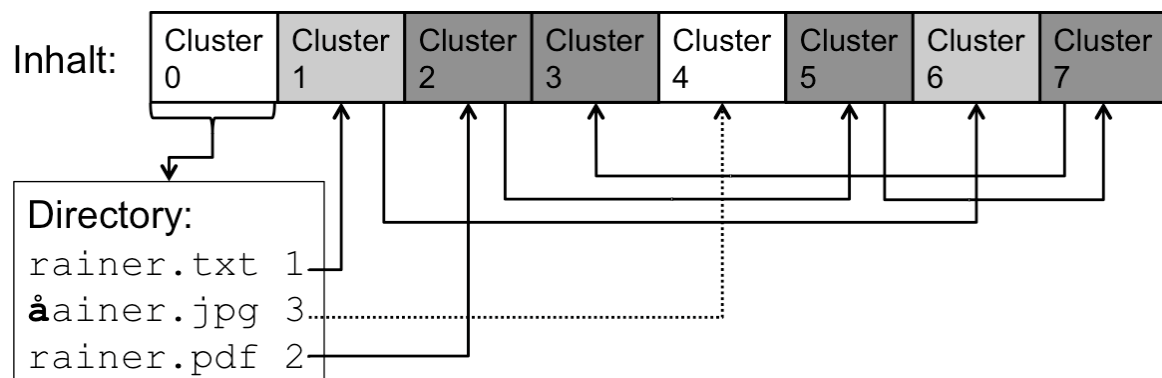 Inhalt:
Cluster 0
Cluster 1
Cluster 2
Cluster 3
Cluster 4
Cluster 5
Cluster 6
Cluster 7
Directory:
rainer.txt 1
åainer.jpg 3
rainer.pdf 2